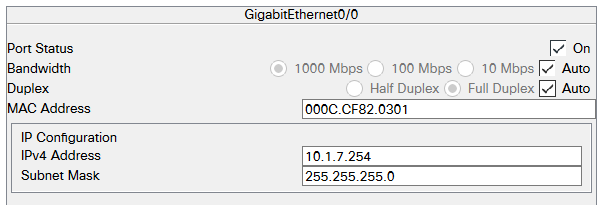 GigabitEthernet0/0
Port Status On
Bandwidth 1000 Mbps 100 Mbps 10 Mbps Auto
Duplex Half Duplex Full Duplex Auto
MAC Address 000C.CF82.0301
IP Configuration
IPv4 Address 10.1.7.254
Subnet Mask 255.255.255.0